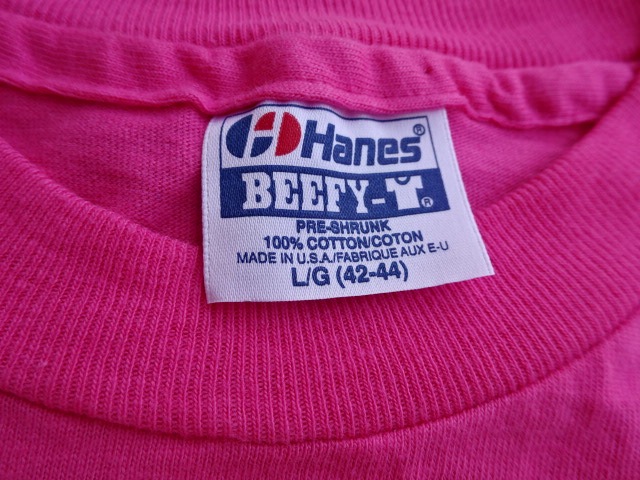 Hanes®
BEEFY-T®
PRE-SHRUNK
100% COTTON/COTON
MADE IN U.S.A./FABRIQUE AUX E-U
L/G (42-44)